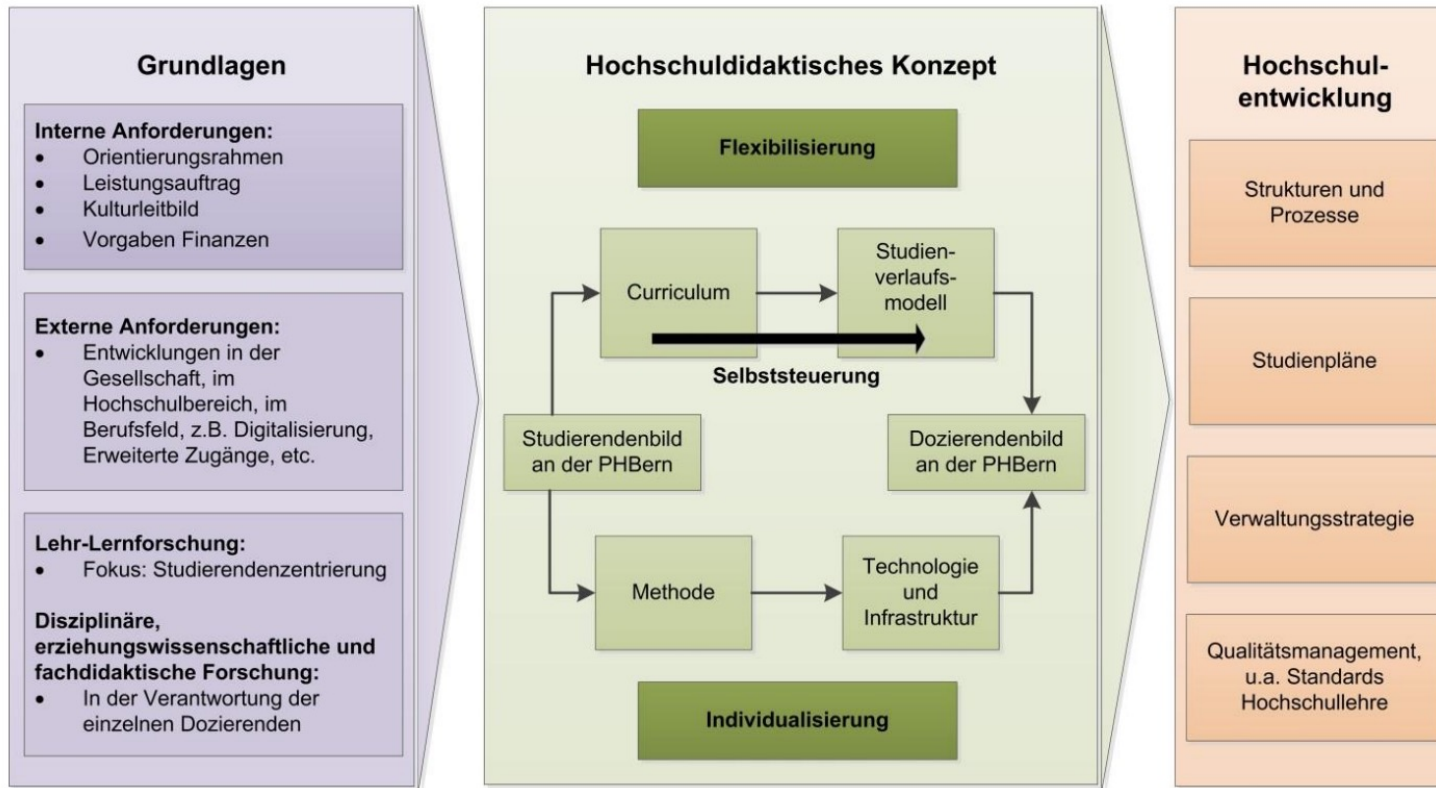 Grundlagen
Interne Anforderungen:
• Orientierungsrahmen
• Leistungsauftrag
• Kulturleitbild
• Vorgaben Finanzen
Externe Anforderungen:
• Entwicklungen in der
Gesellschaft, im
Hochschulbereich, im
Berufsfeld, z.B. Digitalisierung,
Erweiterte Zugänge, etc.
Lehr-Lernforschung:
• Fokus: Studierendenzentrierung
Disziplinäre,
erziehungswissenschaftliche und
fachdidaktische Forschung:
• In der Verantwortung der
einzelnen Dozierenden
Hochschuldidaktisches Konzept
Flexibilisierung
Curriculum
Studien-
verlaufs-
modell
Selbststeuerung
Studierendenbild
an der PHBern
Dozierendenbild
an der PHBern
Methode
Technologie
und
Infrastruktur
Individualisierung
Hochschul-
entwicklung
Strukturen und
Prozesse
Studienpläne
Verwaltungsstrategie
Qualitätsmanagement,
u.a. Standards
Hochschullehre